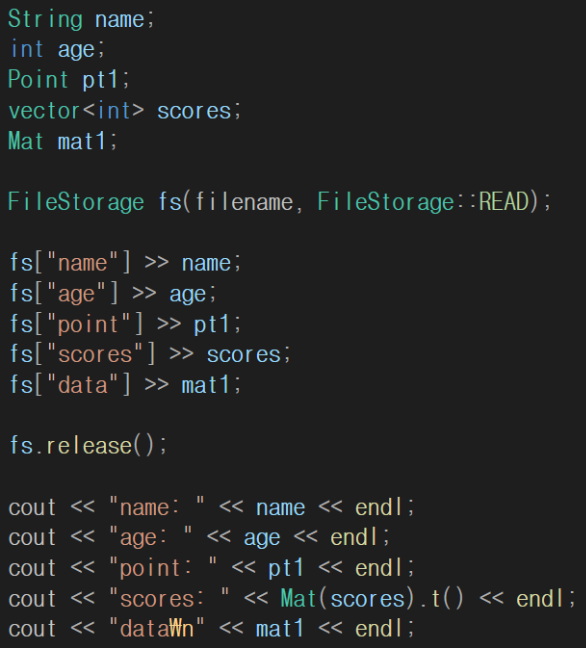 String name;
int age;
Point pt1;
vector<int> scores;
Mat mat1;
FileStorage fs(filename, FileStorage::READ);
fs["name"] >> name;
fs["age"] >> age;
fs["point"] >> pt1;
fs["scores"] >> scores;
fs["data"] >> mat1;
fs.release();
cout << "name: " << name << endl;
cout << "age: " << age << endl;
cout << "point: " << pt1 << endl;
cout << "scores: " << Mat(scores).t() << endl;
cout << "data₩n" << mat1 << endl;